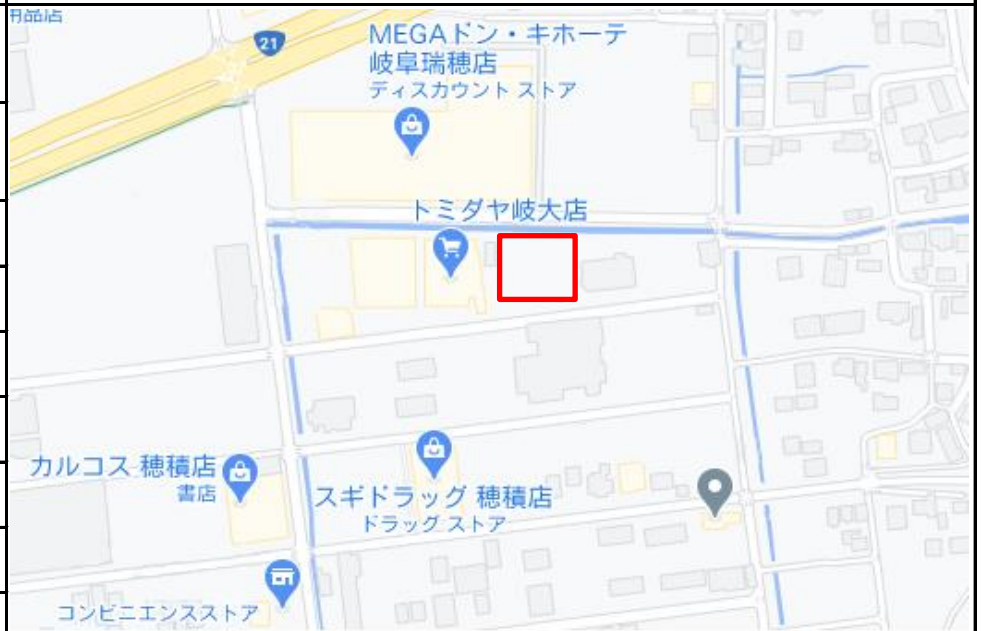 用品店
21
MEGAドン・キホーテ
岐阜瑞穂店
ディスカウント ストア
トミダヤ岐大店
カルコス 穂積店
書店
スギドラッグ 穂積店
ドラッグ ストア
コンビニエンスストア